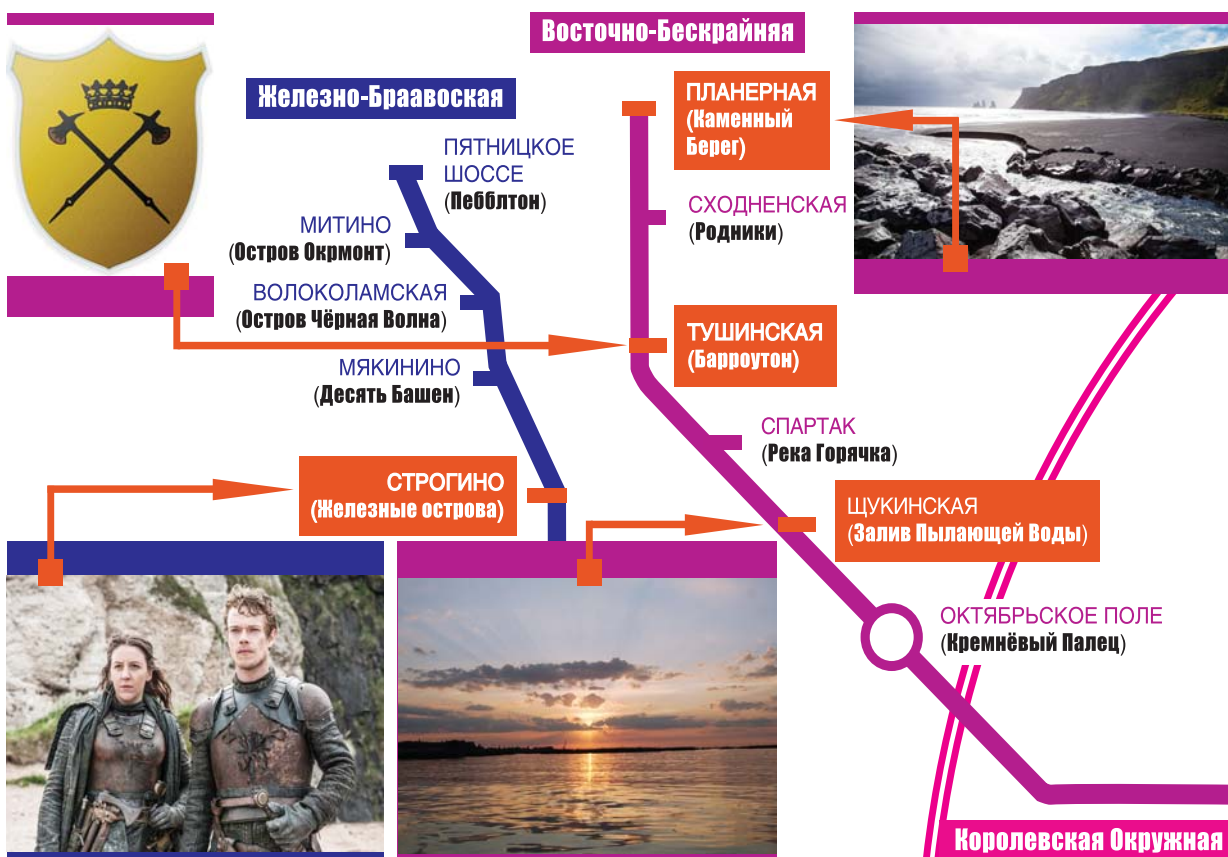 Восточно-Бескрайняя
Железно-Браавоская
ПЛАНЕРНАЯ
(Каменный
Берег)
ПЯТНИЦКОЕ
ШОССЕ
(Пебблтон)
СХОДНЕНСКАЯ
(Родники)
МИТИНО
(Остров Окрмонт)
ВОЛОКОЛАМСКАЯ
(Остров Чёрная Волна)
ТУШИНСКАЯ
(Барроутон)
МЯКИНИНО
(Десять Башен)
СПАРТАК
(Река Горячка)
СТРОГИНО
(Железные острова)
ЩУКИНСКАЯ
(Залив Пылающей Воды)
ОКТЯБРЬСКОЕ ПОЛЕ
(Кремнёвый Палец)
Королевская Окружная